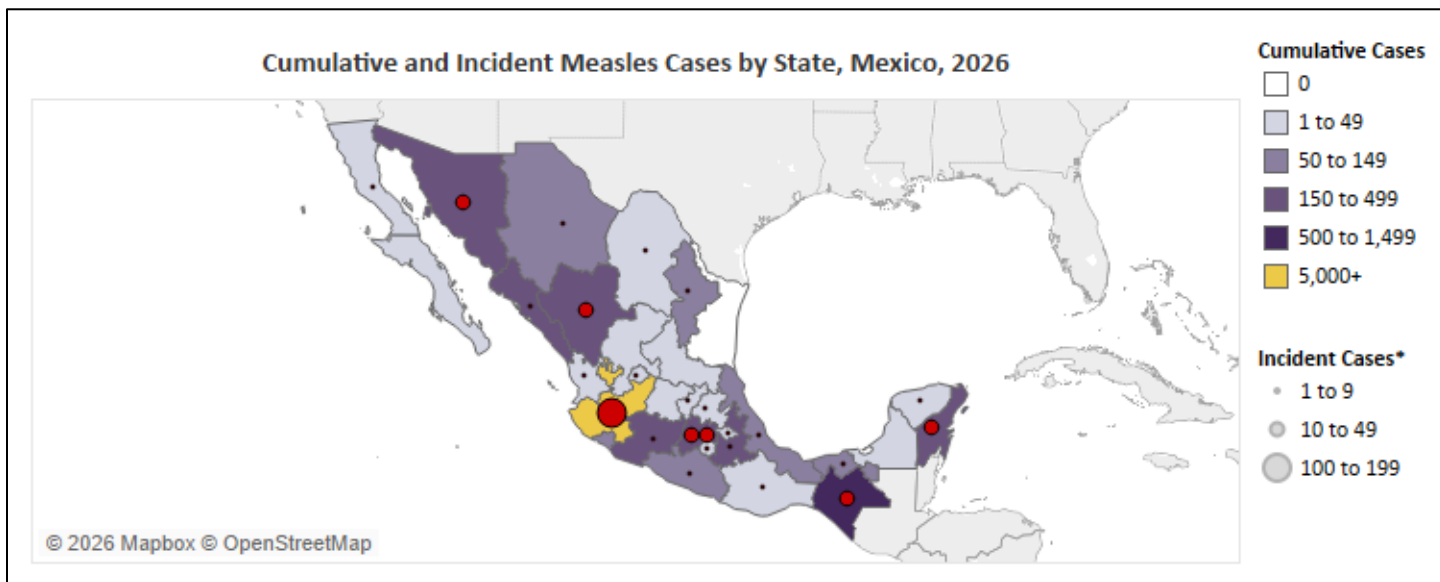 Cumulative and Incident Measles Cases by State, Mexico, 2026
Cumulative Cases
0
1 to 49
50 to 149
150 to 499
500 to 1,499
5,000+
Incident Cases*
1 to 9
10 to 49
100 to 199
© 2026 Mapbox © OpenStreetMap